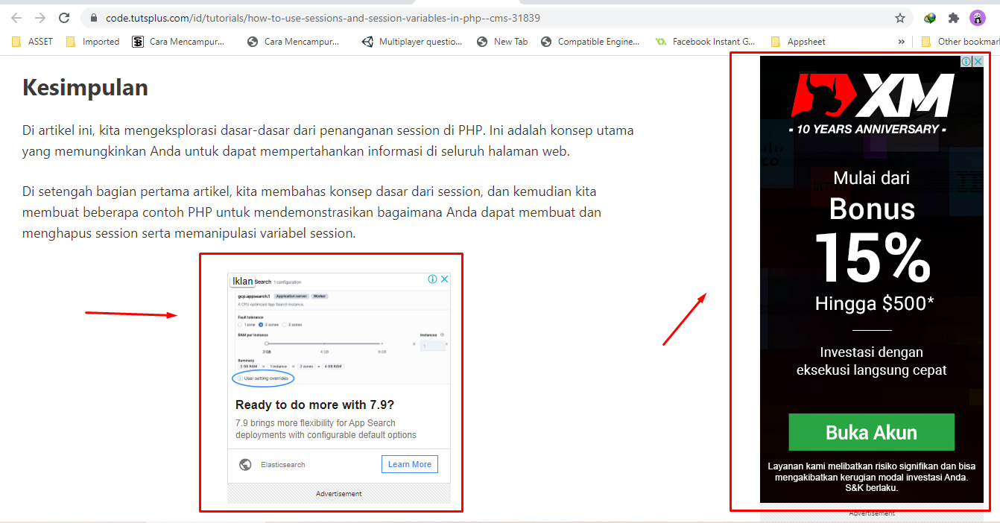 code.tutsplus.com/id/tutorials/how-to-use-sessions-and-session-variables-in-php--cms-31839
ASSET
Imported
Cara Mencampur...
Cara Mencampur...
Multiplayer questio...
New Tab
Compatible Engine...
Facebook Instant G...
Appsheet
»
Other bookmar
Kesimpulan
Di artikel ini, kita mengeksplorasi dasar-dasar dari penanganan session di PHP. Ini adalah konsep utama
yang memungkinkan Anda untuk dapat mempertahankan informasi di seluruh halaman web.
Di setengah bagian pertama artikel, kita membahas konsep dasar dari session, dan kemudian kita
membuat beberapa contoh PHP untuk mendemonstrasikan bagaimana Anda dapat membuat dan
menghapus session serta memanipulasi variabel session.
Iklan Search 1 configuration
gcp.appsearch.1 Application server Worker
A CPU optimized App Search instance.
Fault tolerance
1 zone 2 zones 3 zones
RAM per instance Instances
2 GB 4 GB 8 GB × 1
Summary
2 GB RAM × 1 instance × 2 zones = 4 GB RAM
User setting overrides
Ready to do more with 7.9?
7.9 brings more flexibility for App Search
deployments with configurable default options
Elasticsearch
Learn More
Advertisement
XM
- 10 YEARS ANNIVERSARY -
Mulai dari
Bonus
15%
Hingga $500*
Investasi dengan
eksekusi langsung cepat
Buka Akun
Layanan kami melibatkan risiko signifikan dan bisa
mengakibatkan kerugian modal investasi Anda.
S&K berlaku.
Advertisement